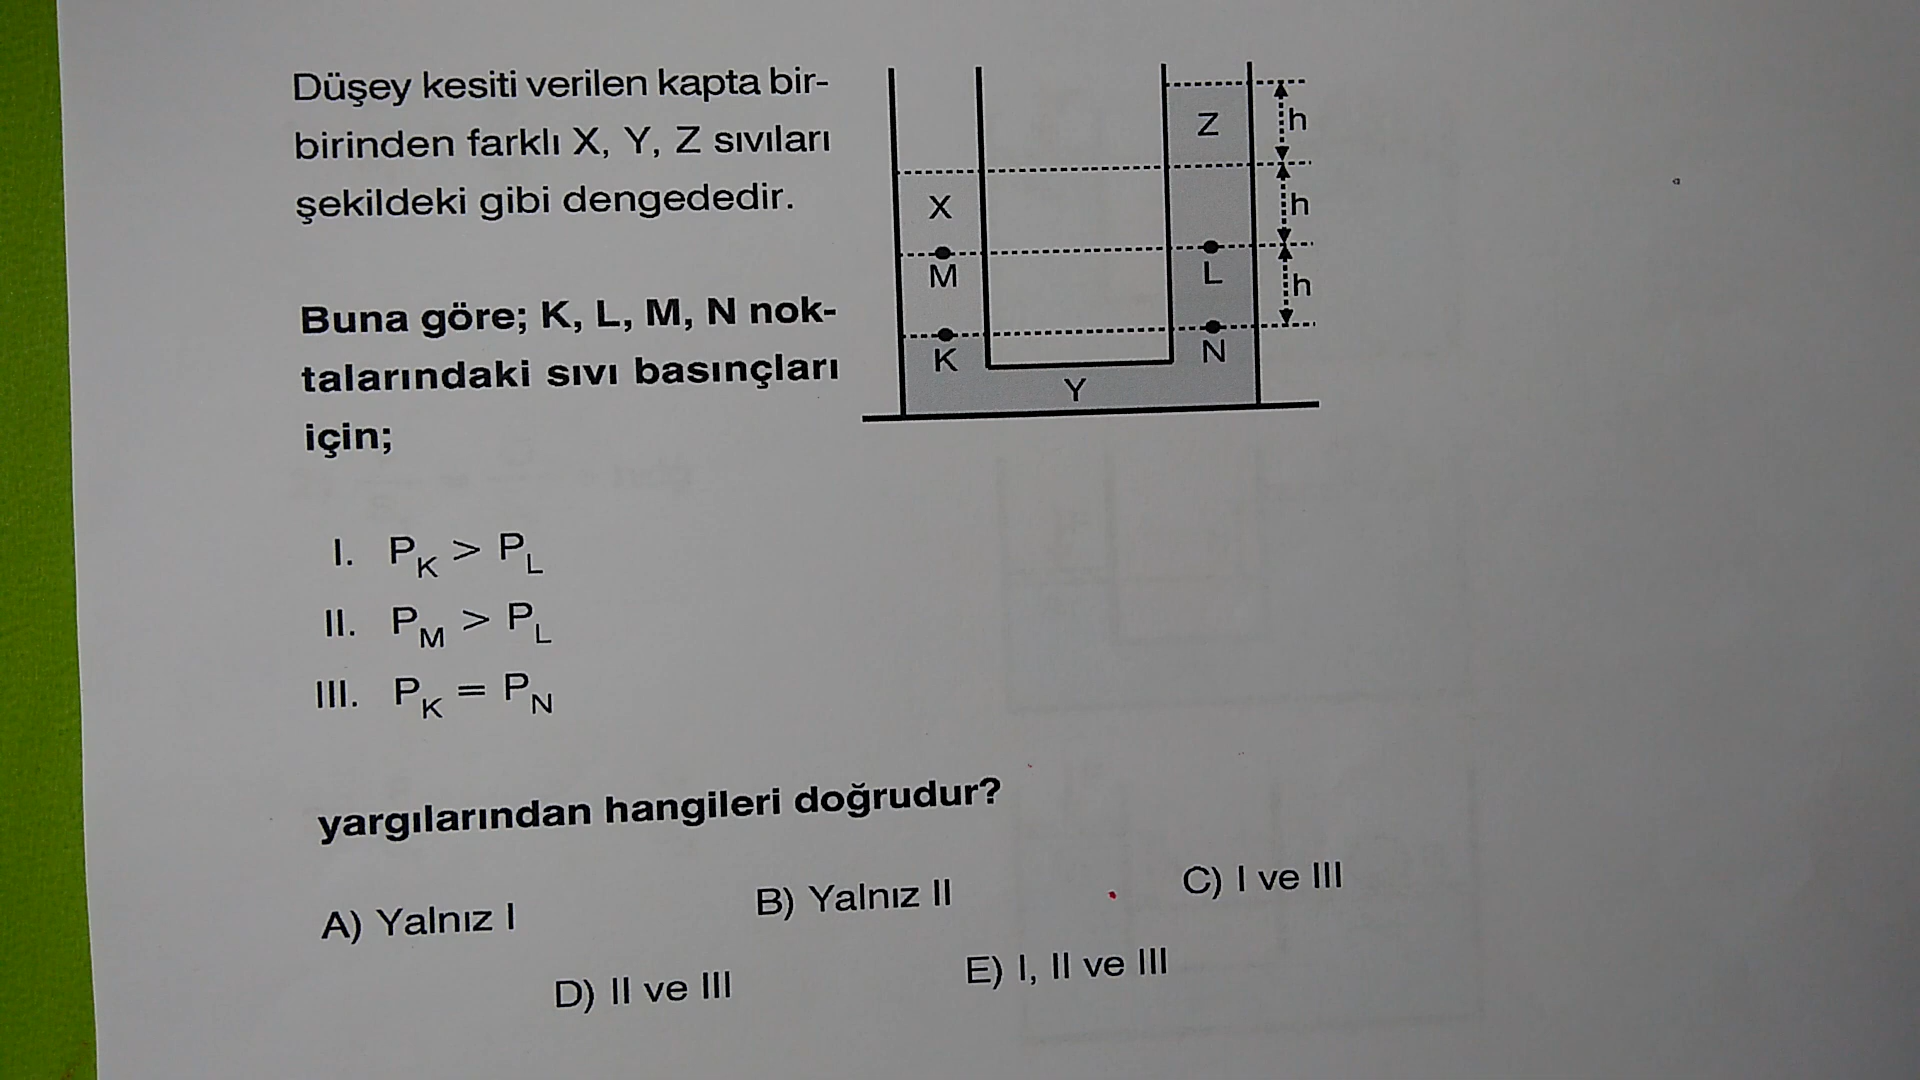 Düşey kesiti verilen kapta bir-
birinden farklı X, Y, Z sıvıları
şekildeki gibi dengededir.
Buna göre; K, L, M, N nok-
talarındaki sıvı basınçları
için;
Z
h
X
h
M
L
h
K
N
Y
I. PK > PL
II. PM > PL
III. PK = PN
yargılarından hangileri doğrudur?
A) Yalnız I
B) Yalnız II
C) I ve III
D) II ve III
E) I, II ve III